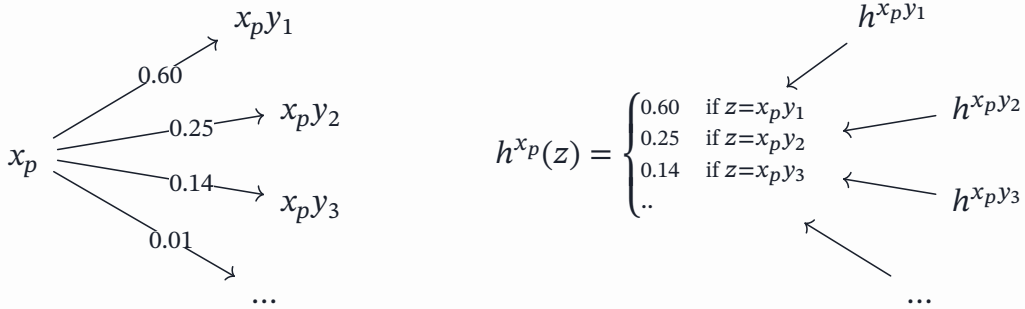 x_p
x_p y_1
0.60
x_p y_2
0.25
0.14
x_p y_3
0.01
...
h^{x_p}(z) = { 0.60 if z=x_p y_1
0.25 if z=x_p y_2
0.14 if z=x_p y_3
..
h^{x_p y_1}
h^{x_p y_2}
h^{x_p y_3}
...